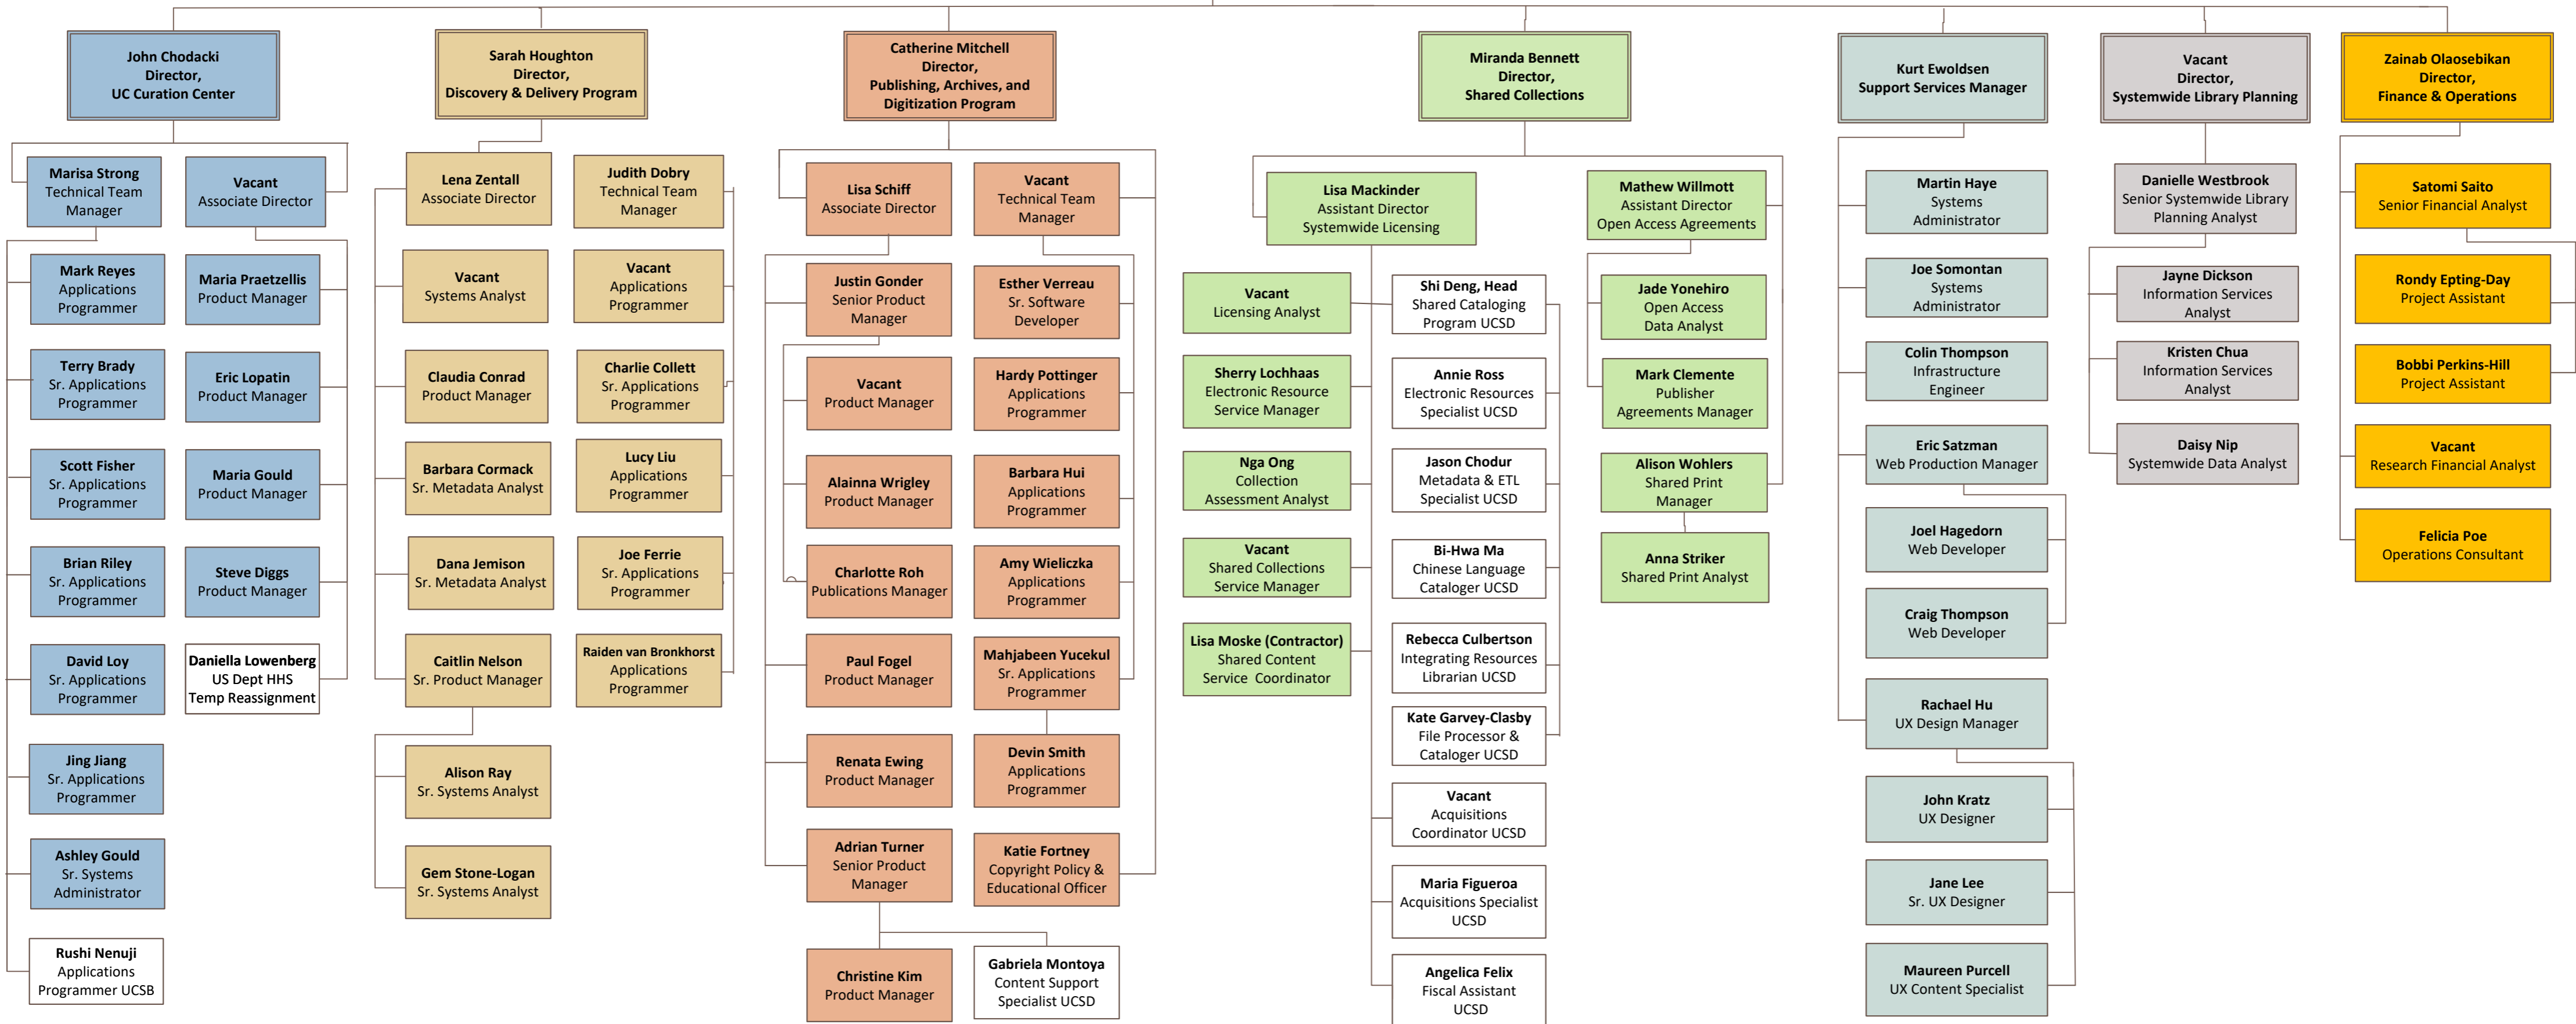 John Chodacki
Director,
UC Curation Center
Marisa Strong
Technical Team
Manager
Mark Reyes
Applications
Programmer
Terry Brady
Sr. Applications
Programmer
Scott Fisher
Sr. Applications
Programmer
Brian Riley
Sr. Applications
Programmer
David Loy
Sr. Applications
Programmer
Jing Jiang
Sr. Applications
Programmer
Ashley Gould
Sr. Systems
Administrator
Rushi Nenuji
Applications
Programmer UCSB
Vacant
Associate Director
Maria Praetzellis
Product Manager
Eric Lopatin
Product Manager
Maria Gould
Product Manager
Steve Diggs
Product Manager
Daniella Lowenberg
US Dept HHS
Temp Reassignment
Sarah Houghton
Director,
Discovery & Delivery Program
Lena Zentall
Associate Director
Vacant
Systems Analyst
Claudia Conrad
Product Manager
Barbara Cormack
Sr. Metadata Analyst
Dana Jemison
Sr. Metadata Analyst
Caitlin Nelson
Sr. Product Manager
Alison Ray
Sr. Systems Analyst
Gem Stone-Logan
Sr. Systems Analyst
Judith Dobry
Technical Team
Manager
Vacant
Applications
Programmer
Charlie Collett
Sr. Applications
Programmer
Lucy Liu
Applications
Programmer
Joe Ferrie
Sr. Applications
Programmer
Raiden van Bronkhorst
Applications
Programmer
Catherine Mitchell
Director,
Publishing, Archives, and
Digitization Program
Lisa Schiff
Associate Director
Justin Gonder
Senior Product
Manager
Vacant
Product Manager
Alainna Wrigley
Product Manager
Charlotte Roh
Publications Manager
Paul Fogel
Product Manager
Renata Ewing
Product Manager
Adrian Turner
Senior Product
Manager
Christine Kim
Product Manager
Gabriela Montoya
Content Support
Specialist UCSD
Vacant
Technical Team
Manager
Esther Verreau
Sr. Software
Developer
Hardy Pottinger
Applications
Programmer
Barbara Hui
Applications
Programmer
Amy Wieliczka
Applications
Programmer
Mahjabeen Yucekul
Sr. Applications
Programmer
Devin Smith
Applications
Programmer
Katie Fortney
Copyright Policy &
Educational Officer
Miranda Bennett
Director,
Shared Collections
Lisa Mackinder
Assistant Director
Systemwide Licensing
Vacant
Licensing Analyst
Sherry Lochhaas
Electronic Resource
Service Manager
Nga Ong
Collection
Assessment Analyst
Vacant
Shared Collections
Service Manager
Lisa Moske (Contractor)
Shared Content
Service Coordinator
Shi Deng, Head
Shared Cataloging
Program UCSD
Annie Ross
Electronic Resources
Specialist UCSD
Jason Chodur
Metadata & ETL
Specialist UCSD
Bi-Hwa Ma
Chinese Language
Cataloger UCSD
Rebecca Culbertson
Integrating Resources
Librarian UCSD
Kate Garvey-Clasby
File Processor &
Cataloger UCSD
Vacant
Acquisitions
Coordinator UCSD
Maria Figueroa
Acquisitions Specialist
UCSD
Angelica Felix
Fiscal Assistant
UCSD
Mathew Willmott
Assistant Director
Open Access Agreements
Jade Yonehiro
Open Access
Data Analyst
Mark Clemente
Publisher
Agreements Manager
Alison Wohlers
Shared Print
Manager
Anna Striker
Shared Print Analyst
Kurt Ewoldsen
Support Services Manager
Martin Haye
Systems
Administrator
Joe Somontan
Systems
Administrator
Colin Thompson
Infrastructure
Engineer
Eric Satzman
Web Production Manager
Joel Hagedorn
Web Developer
Craig Thompson
Web Developer
Rachael Hu
UX Design Manager
John Kratz
UX Designer
Jane Lee
Sr. UX Designer
Maureen Purcell
UX Content Specialist
Vacant
Director,
Systemwide Library Planning
Danielle Westbrook
Senior Systemwide Library
Planning Analyst
Jayne Dickson
Information Services
Analyst
Kristen Chua
Information Services
Analyst
Daisy Nip
Systemwide Data Analyst
Zainab Olaosebikan
Director,
Finance & Operations
Satomi Saito
Senior Financial Analyst
Rondy Epting-Day
Project Assistant
Bobbi Perkins-Hill
Project Assistant
Vacant
Research Financial Analyst
Felicia Poe
Operations Consultant